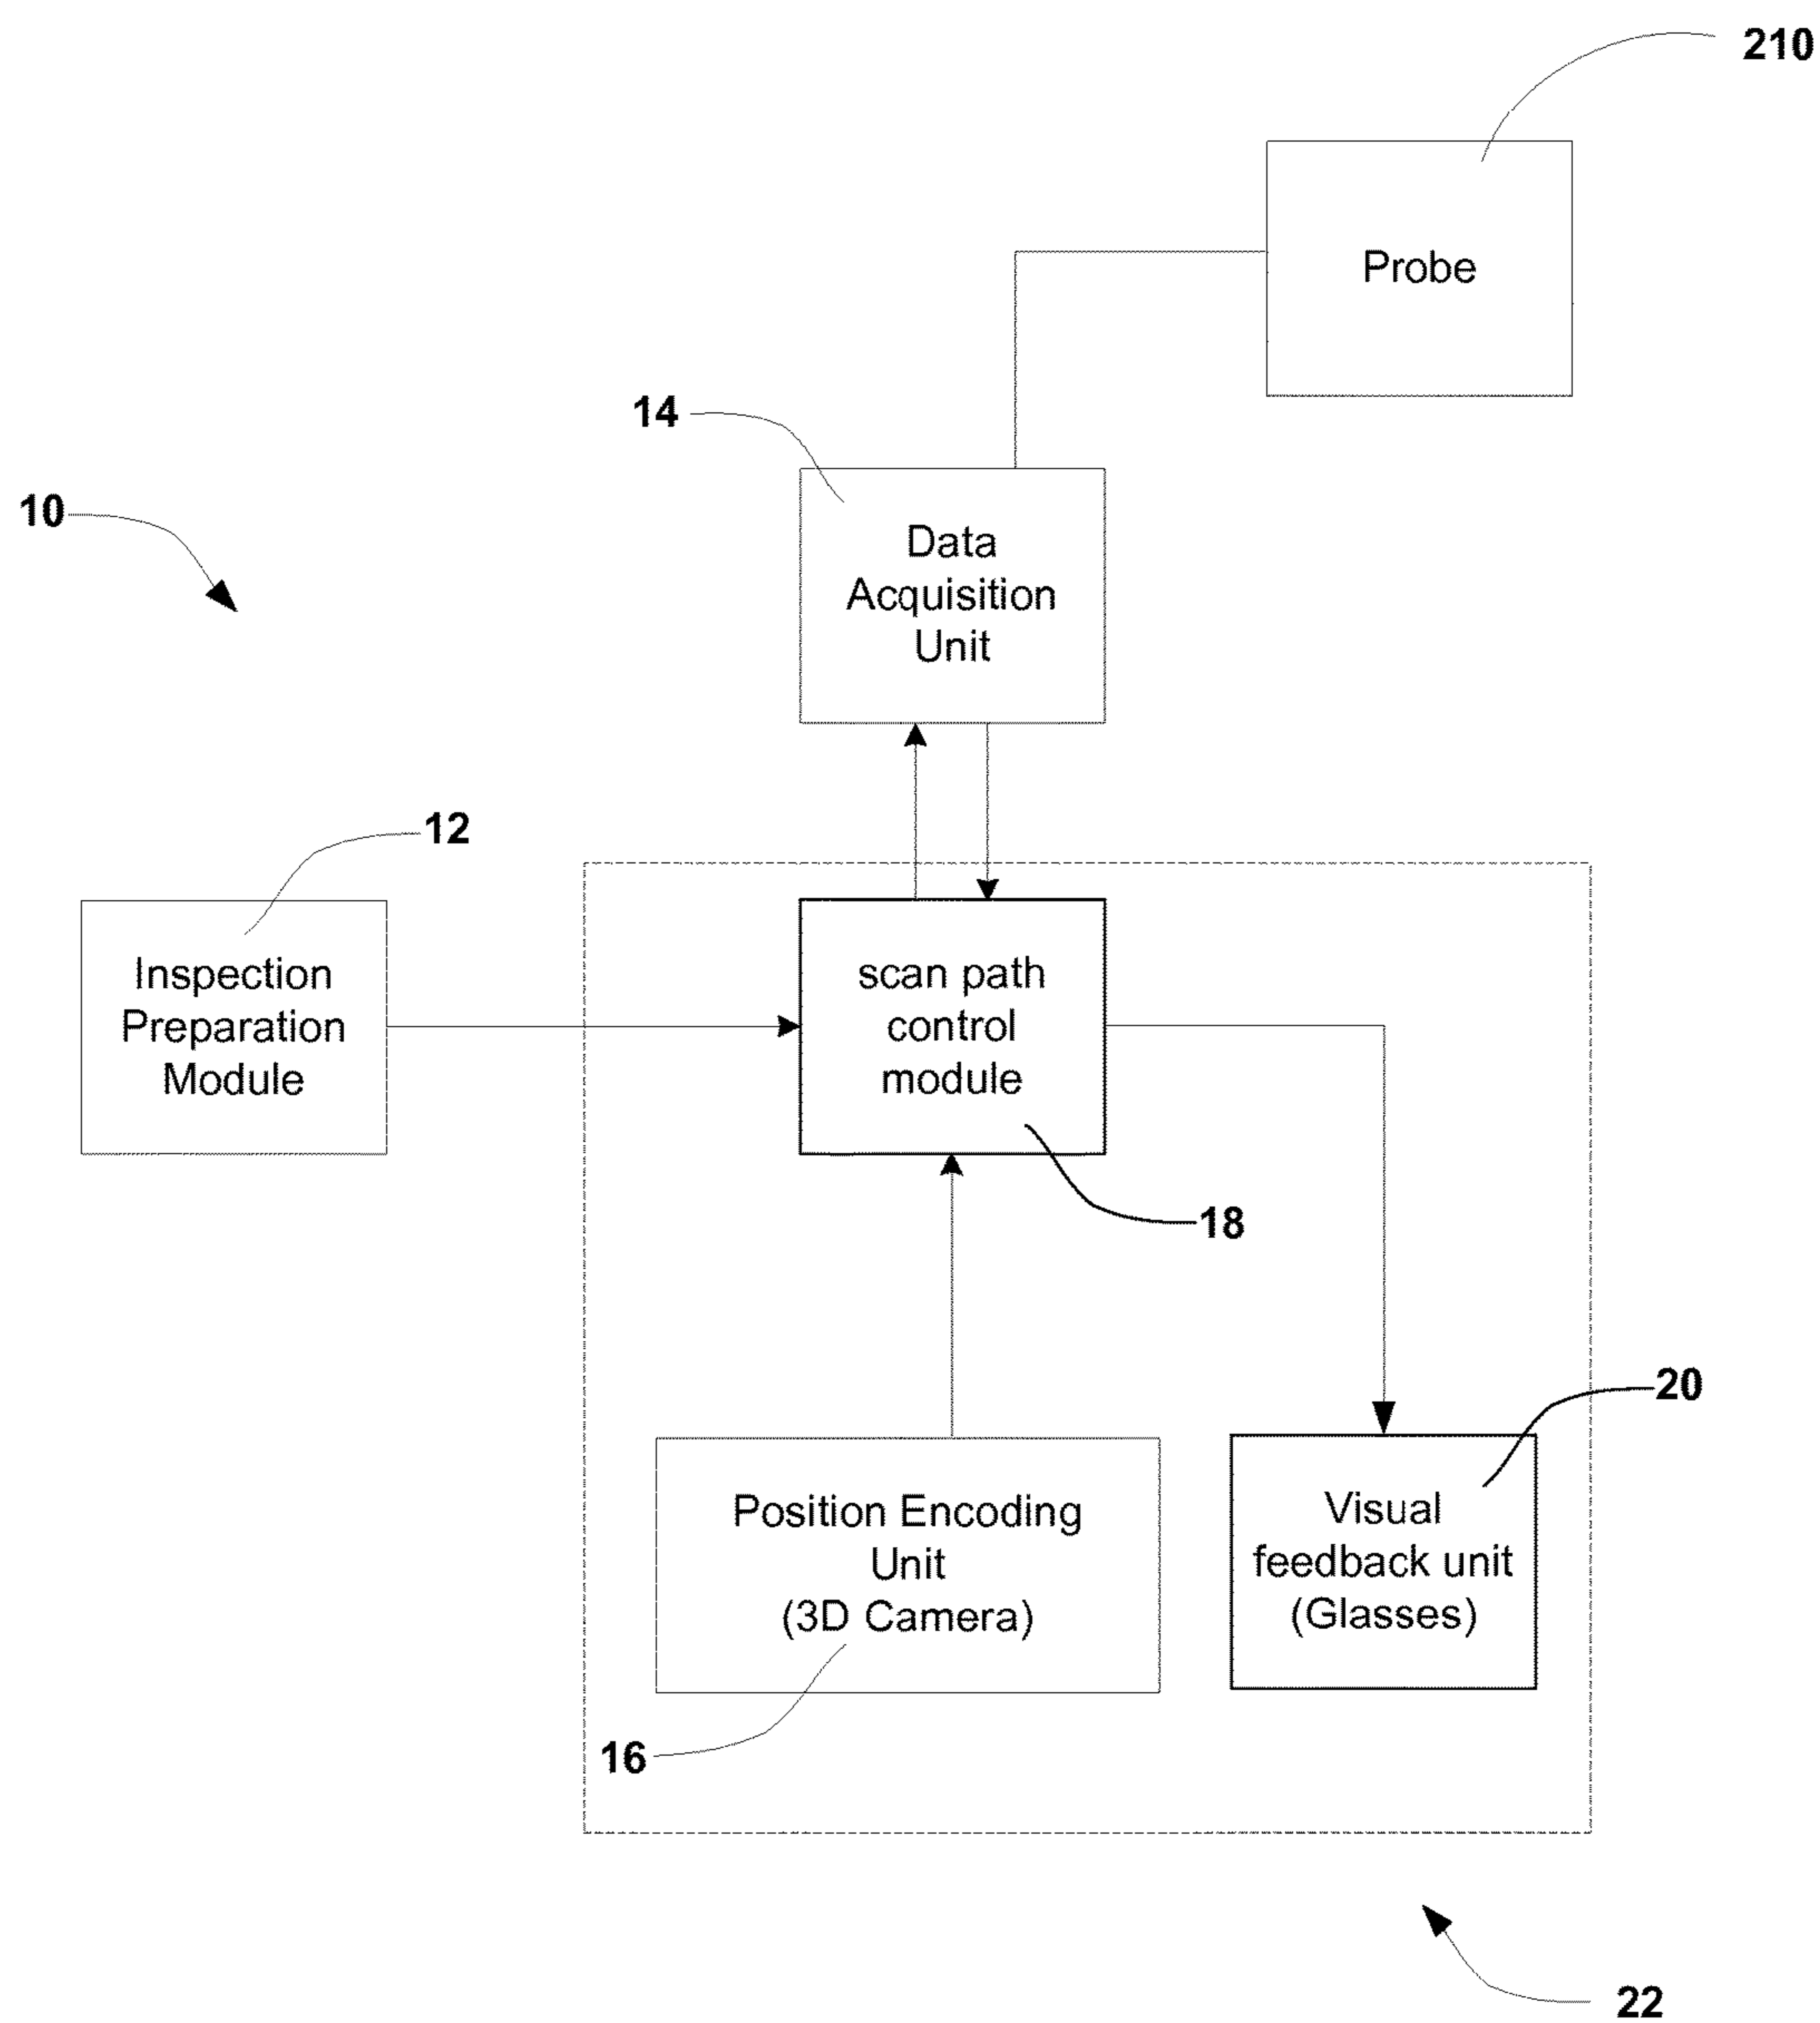 210
Probe
14
10
Data
Acquisition
Unit
12
Inspection
Preparation
Module
scan path
control
module
18
20
Position Encoding
Unit
(3D Camera)
Visual
feedback unit
(Glasses)
16
22